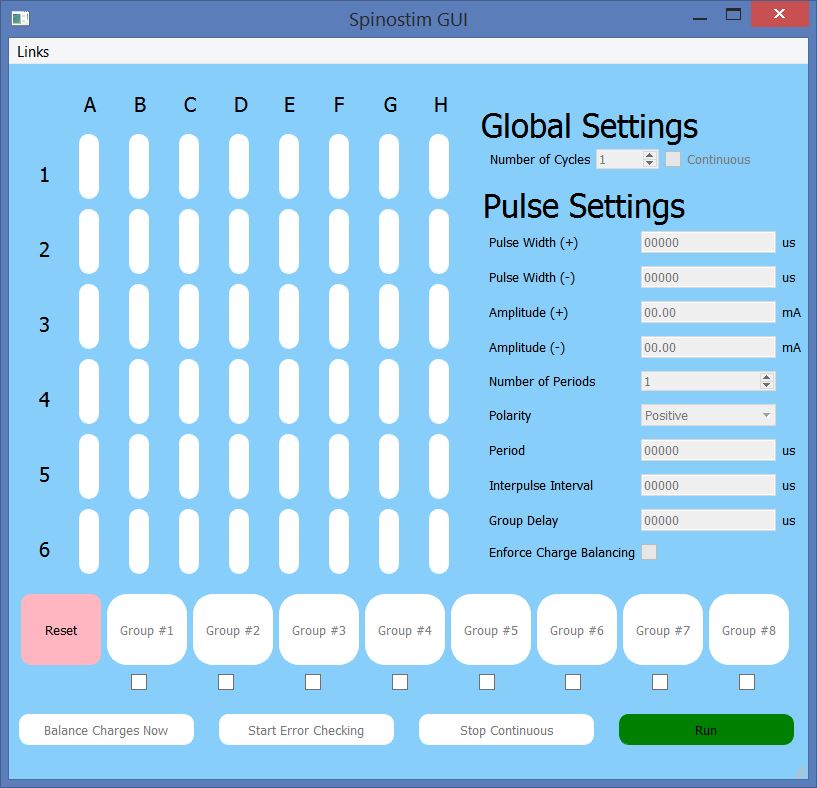 Spinostim GUI
Links
A B C D E F G H
1
2
3
4
5
6
Global Settings
Number of Cycles 1 Continuous
Pulse Settings
Pulse Width (+) 00000 us
Pulse Width (-) 00000 us
Amplitude (+) 00.00 mA
Amplitude (-) 00.00 mA
Number of Periods 1
Polarity Positive
Period 00000 us
Interpulse Interval 00000 us
Group Delay 00000 us
Enforce Charge Balancing
Reset Group #1 Group #2 Group #3 Group #4 Group #5 Group #6 Group #7 Group #8
Balance Charges Now Start Error Checking Stop Continuous Run